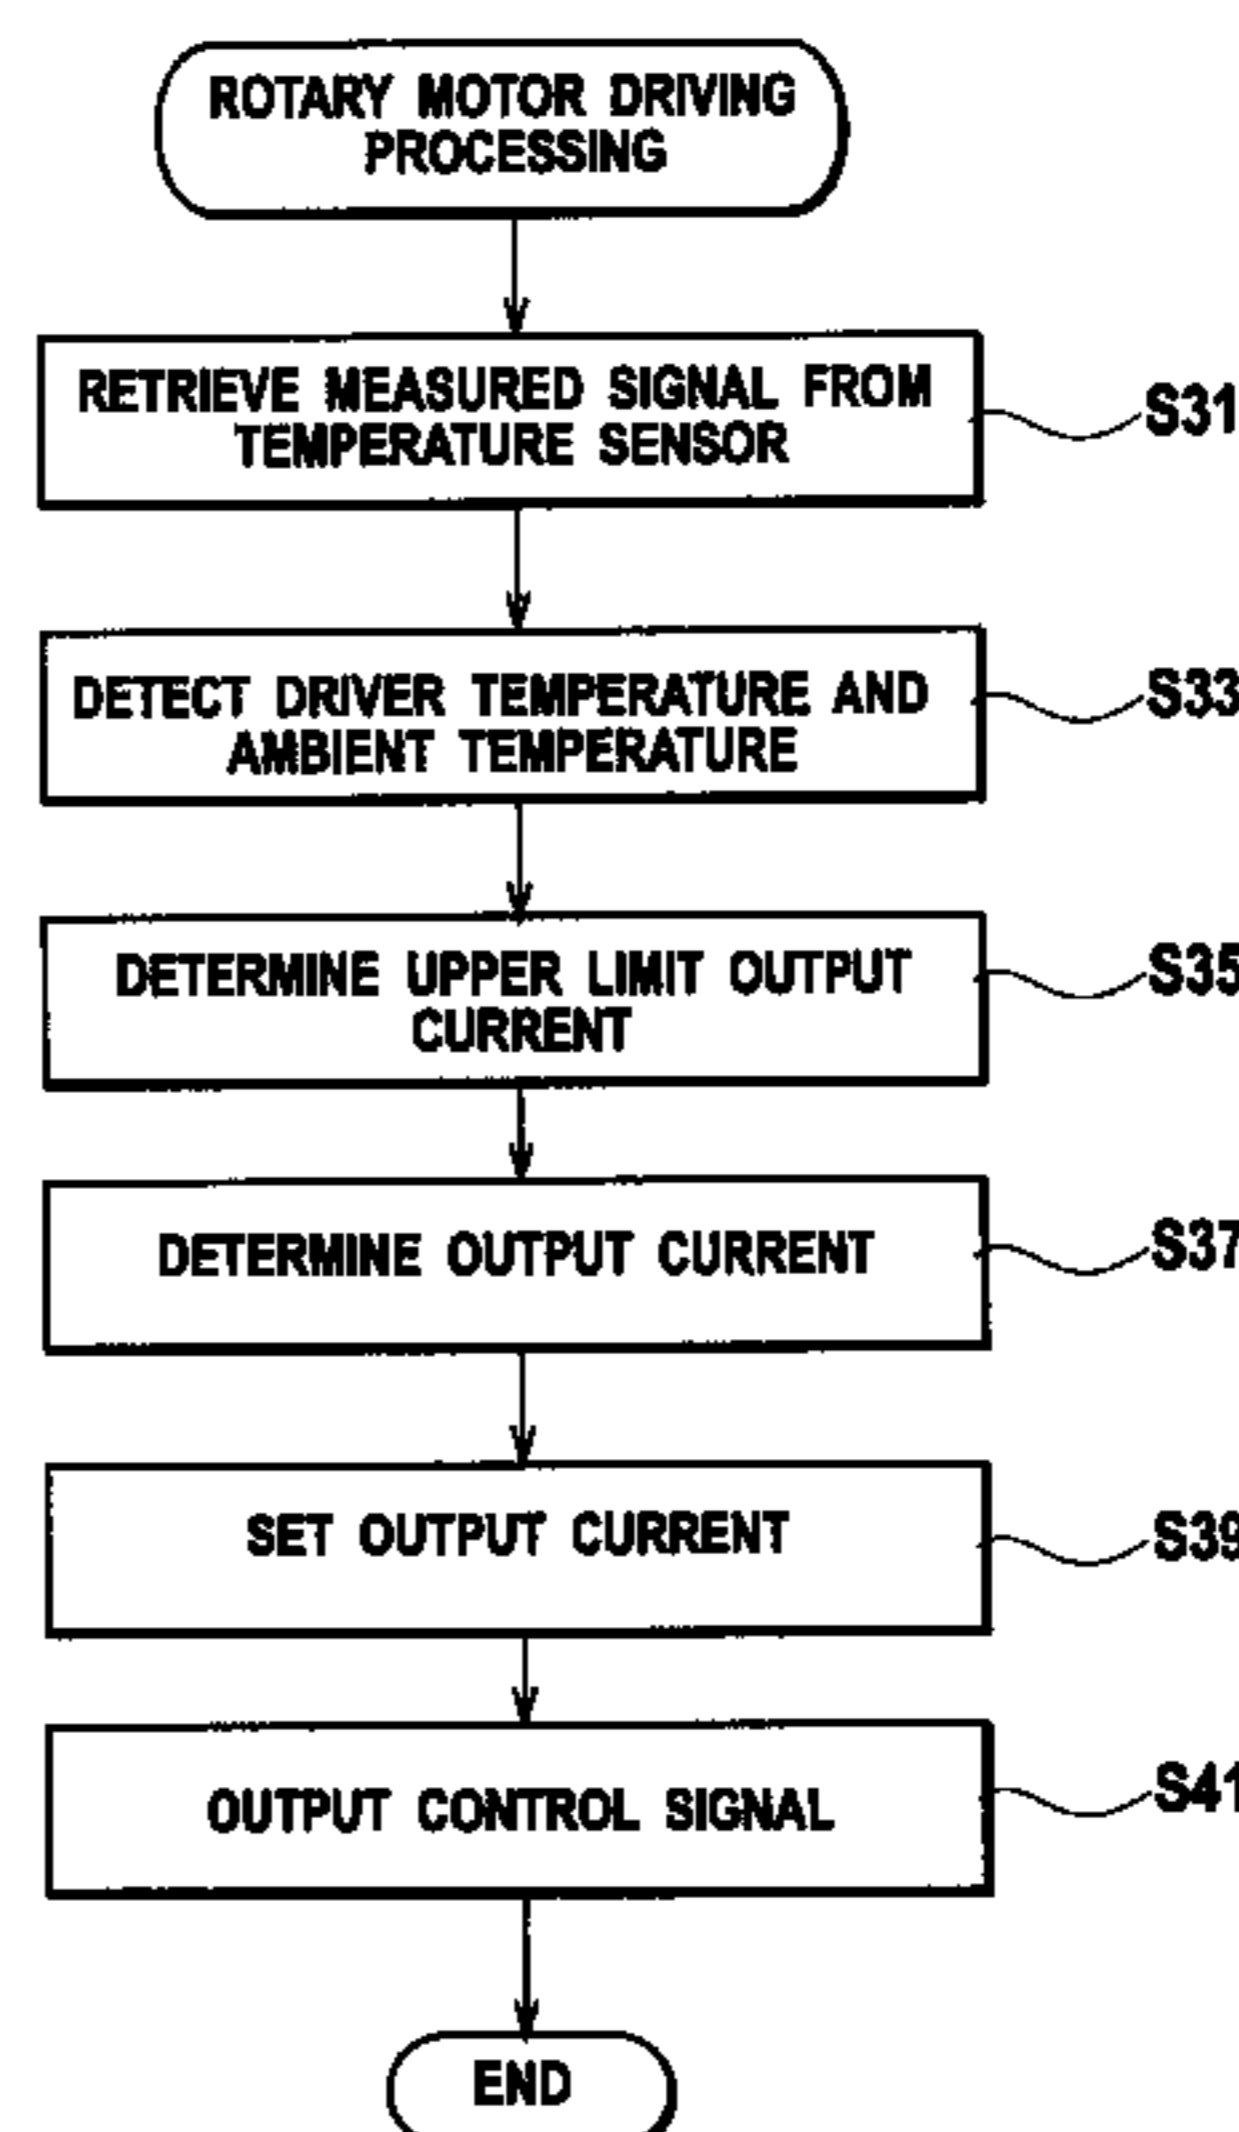 ROTARY MOTOR DRIVING
PROCESSING
RETRIEVE MEASURED SIGNAL FROM
TEMPERATURE SENSOR
S31
DETECT DRIVER TEMPERATURE AND
AMBIENT TEMPERATURE
S33
DETERMINE UPPER LIMIT OUTPUT
CURRENT
S35
DETERMINE OUTPUT CURRENT
S37
SET OUTPUT CURRENT
S39
OUTPUT CONTROL SIGNAL
S41
END